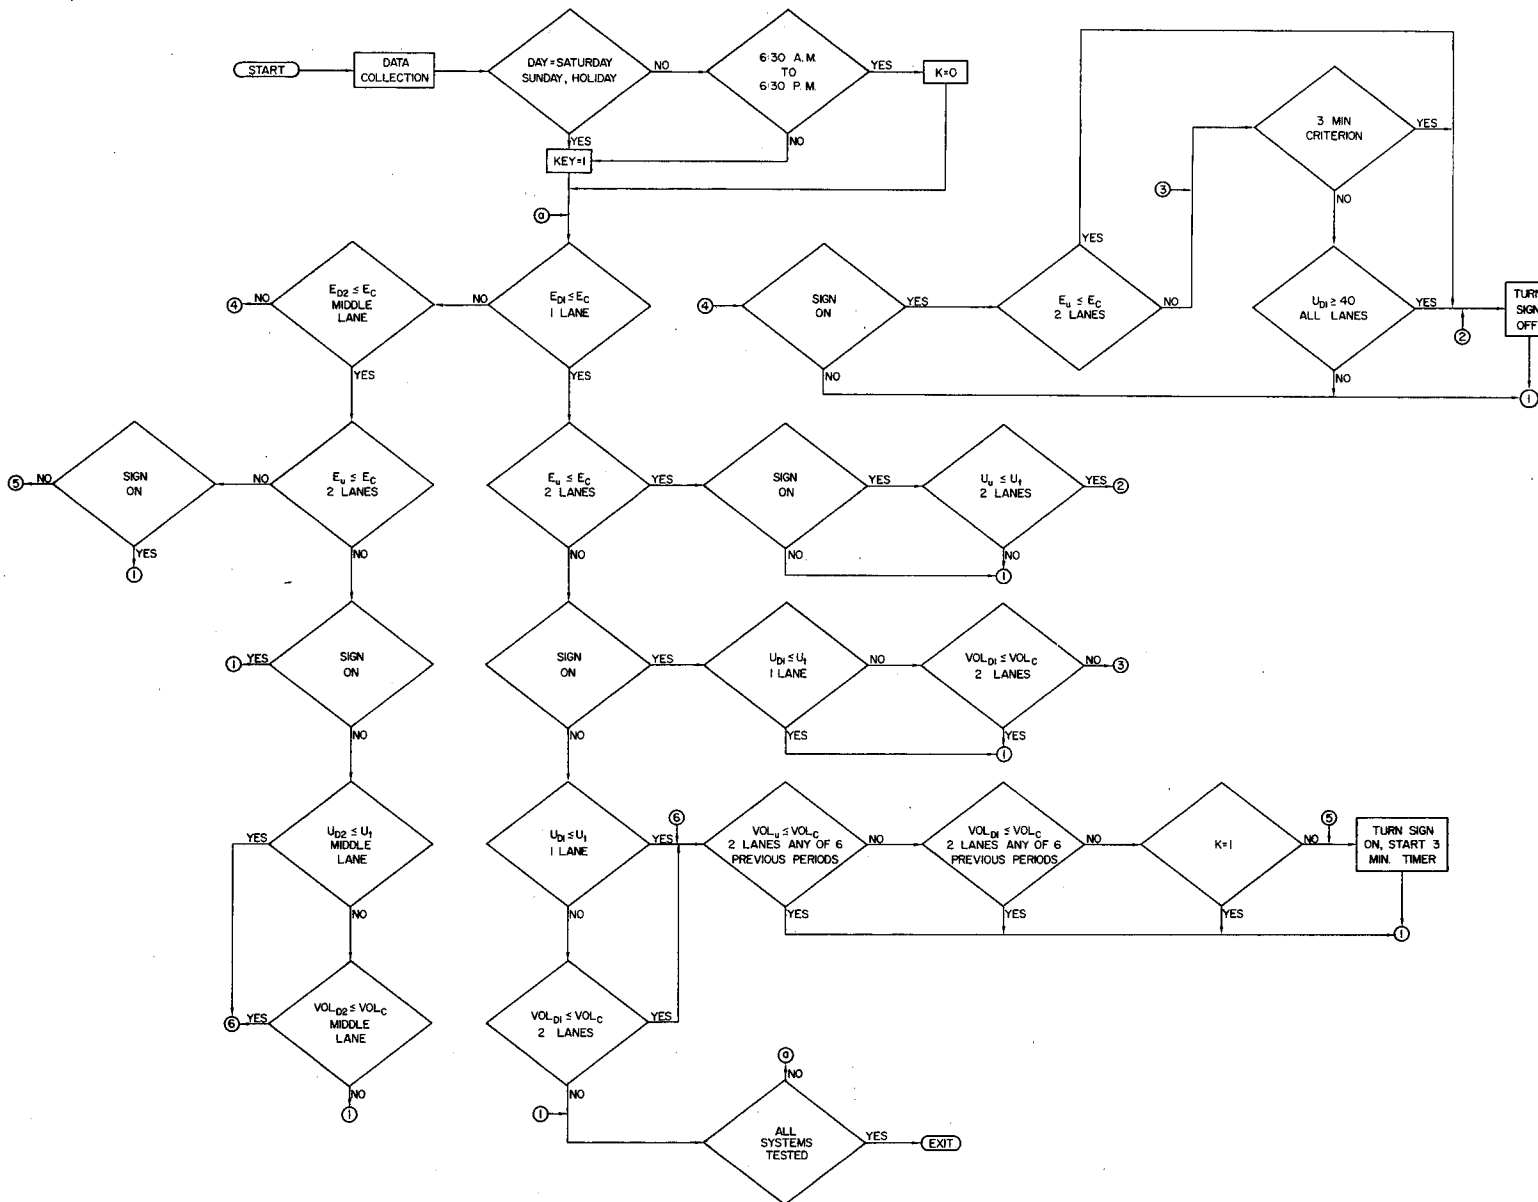 START
DATA
COLLECTION
DAY=SATURDAY
SUNDAY, HOLIDAY
NO
YES
6:30 A.M.
TO
6:30 P.M.
YES
NO
K=0
KEY=1
a
3 MIN
CRITERION
YES
NO
3
E_D2 ≤ E_C
MIDDLE
LANE
NO
4
YES
E_D1 ≤ E_C
1 LANE
NO
YES
4
SIGN
ON
YES
NO
E_u ≤ E_C
2 LANES
YES
NO
U_D1 ≥ 40
ALL LANES
YES
NO
2
TURN
SIGN
OFF
1
5
NO
SIGN
ON
YES
1
E_u ≤ E_C
2 LANES
NO
NO
E_u ≤ E_C
2 LANES
YES
NO
SIGN
ON
YES
NO
U_u ≤ U_t
2 LANES
YES
2
NO
1
1
YES
SIGN
ON
NO
SIGN
ON
YES
NO
U_D1 ≤ U_t
1 LANE
NO
YES
VOL_D1 ≤ VOL_C
2 LANES
NO
3
YES
1
U_D2 ≤ U_t
MIDDLE
LANE
YES
NO
U_D1 ≤ U_t
1 LANE
YES
NO
6
VOL_u ≤ VOL_C
2 LANES ANY OF 6
PREVIOUS PERIODS
NO
YES
VOL_D1 ≤ VOL_C
2 LANES ANY OF 6
PREVIOUS PERIODS
NO
YES
K=1
NO
YES
5
TURN SIGN
ON, START 3
MIN. TIMER
1
6
YES
VOL_D2 ≤ VOL_C
MIDDLE
LANE
NO
1
VOL_D1 ≤ VOL_C
2 LANES
YES
NO
1
a
NO
ALL
SYSTEMS
TESTED
YES
EXIT